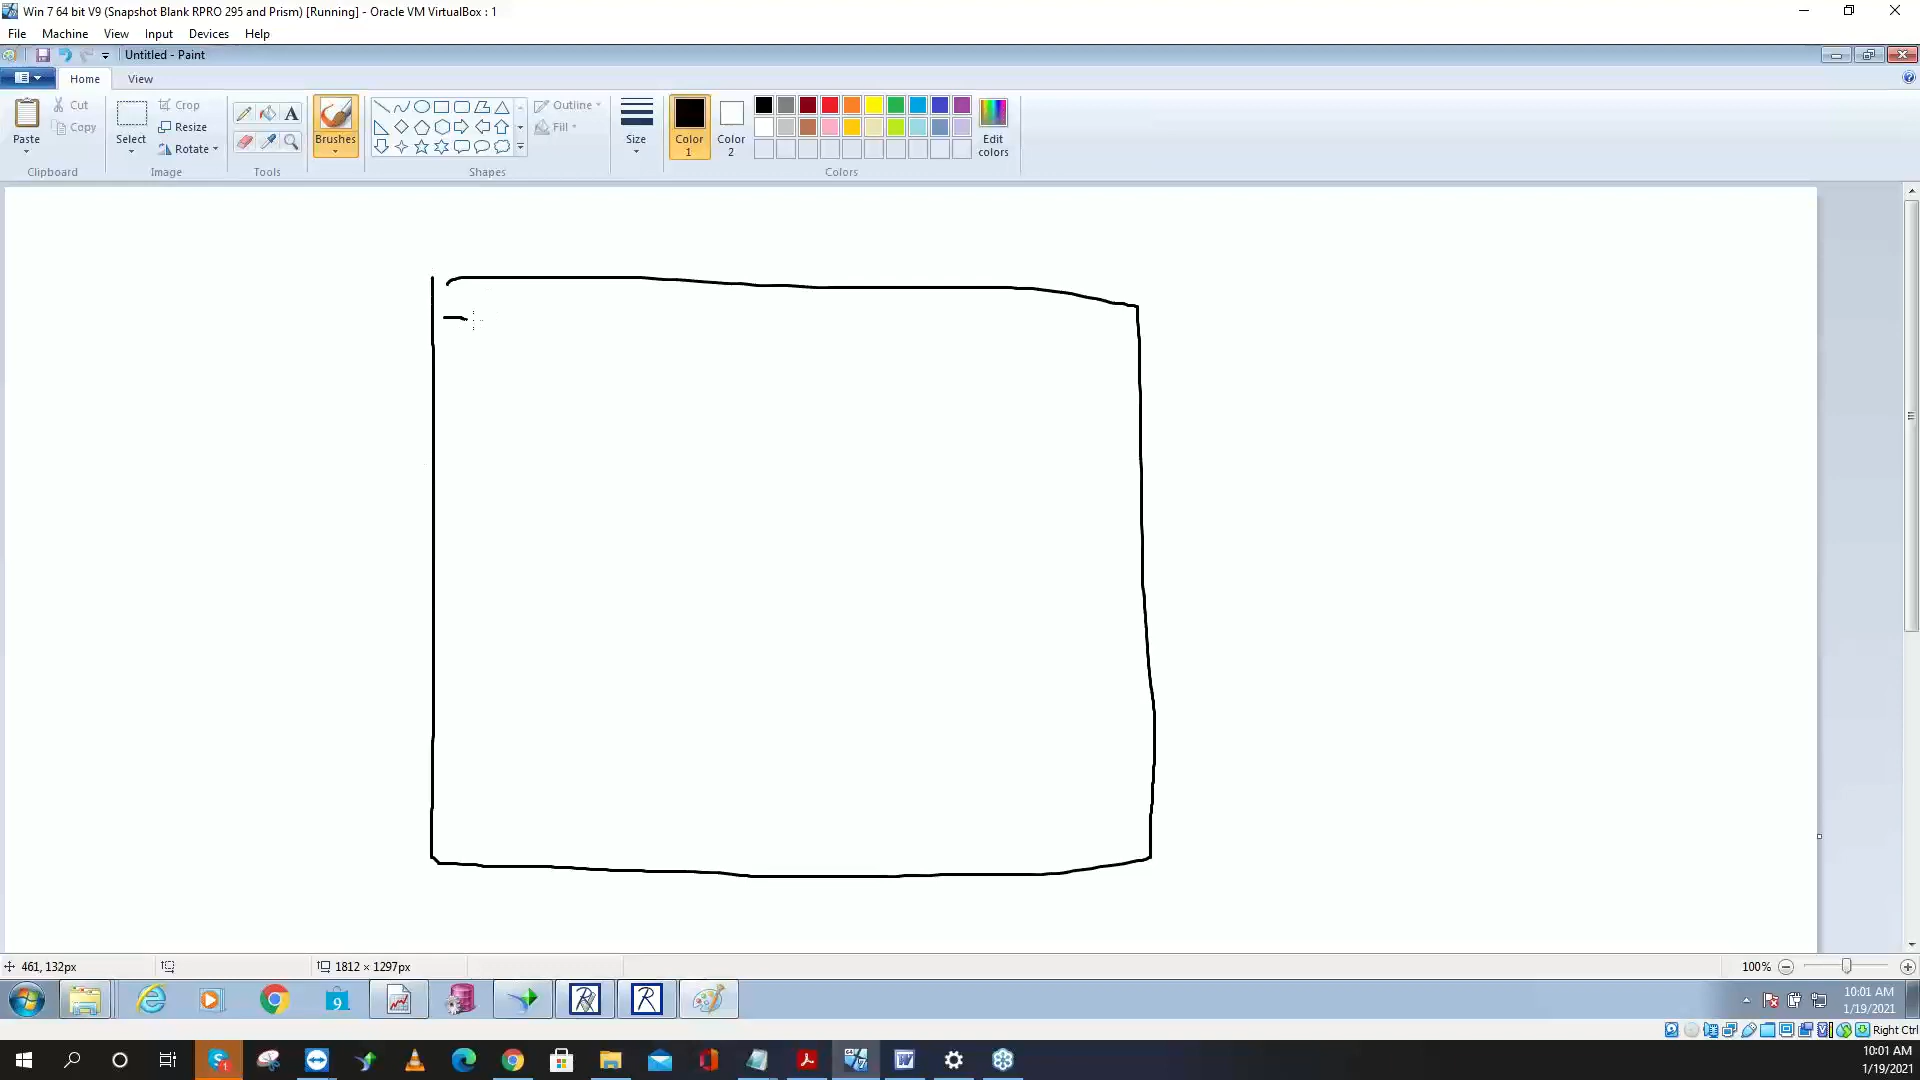 Win 7 64 bit V9 (Snapshot Blank RPRO 295 and Prism) [Running] - Oracle VM VirtualBox : 1
File Machine View Input Devices Help
Untitled - Paint
Home View
Paste
Cut
Copy
Clipboard
Select
Crop
Resize
Rotate
Image
A
Tools
Brushes
Shapes
Outline
Fill
Size
Color 1
Color 2
Edit colors
Colors
461, 132px
1812 × 1297px
100%
9
R
R
10:01 AM
1/19/2021
Right Ctrl
S
1
W
10:01 AM
1/19/2021